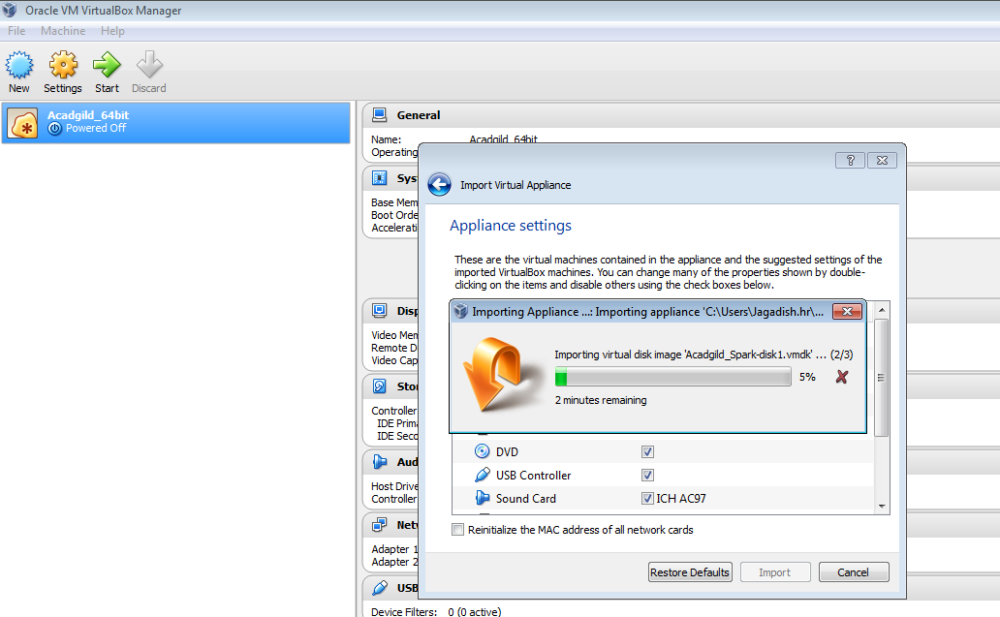 Oracle VM VirtualBox Manager
File Machine Help
New Settings Start Discard
Acadgild_64bit
Powered Off
General
Name: Acadgild_64bit
Operating
Sys
Base Mem
Boot Orde
Accelerati
Disp
Video Mem
Remote D
Video Cap
Stor
Controller
IDE Prima
IDE Seco
Aud
Host Drive
Controller
Netw
Adapter 1
Adapter 2
USB
Device Filters: 0 (0 active)
?
Import Virtual Appliance
Appliance settings
These are the virtual machines contained in the appliance and the suggested settings of the
imported VirtualBox machines. You can change many of the properties shown by double-
clicking on the items and disable others using the check boxes below.
Importing Appliance ...: Importing appliance 'C:\Users\Jagadish.hr\...
Importing virtual disk image 'Acadgild_Spark-disk1.vmdk' ... (2/3)
5%
2 minutes remaining
DVD
USB Controller
Sound Card ICH AC97
Reinitialize the MAC address of all network cards
Restore Defaults Import Cancel